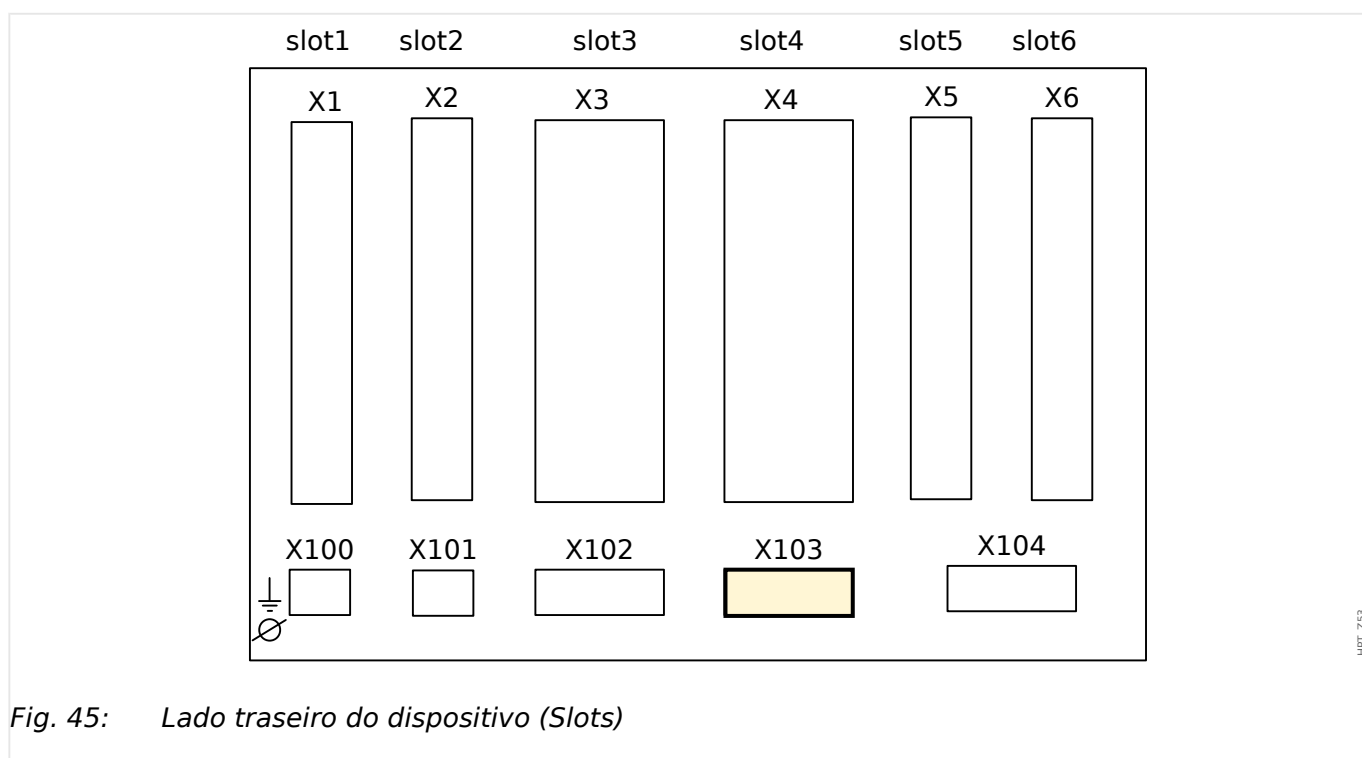 slot1 slot2 slot3 slot4 slot5 slot6
X1 X2 X3 X4 X5 X6
X100 X101 X102 X103 X104
Fig. 45: Lado traseiro do dispositivo (Slots)